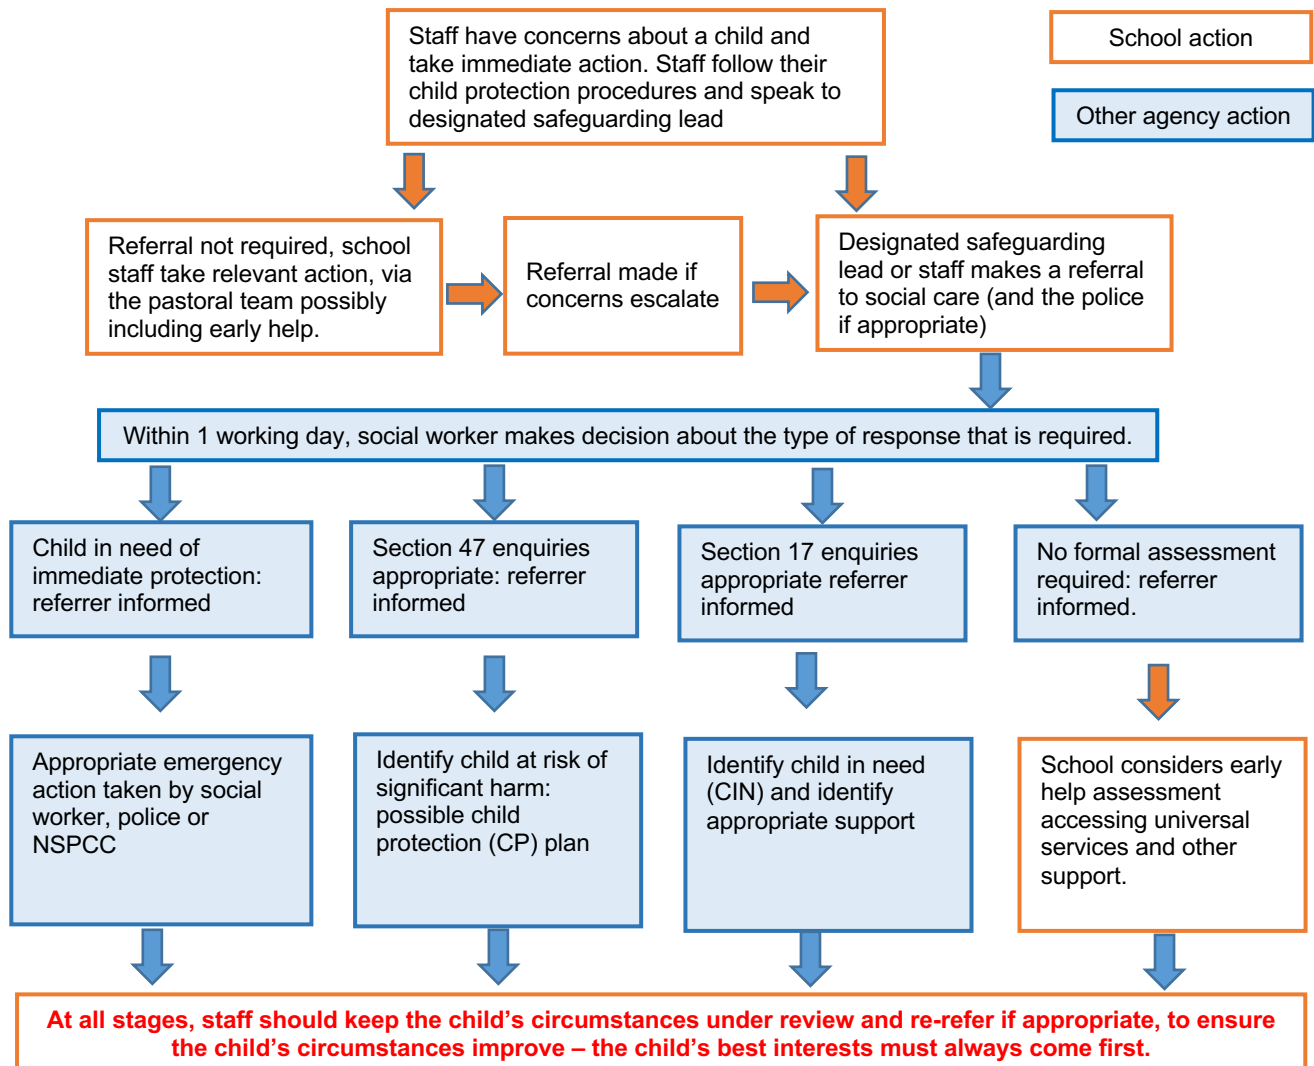 Staff have concerns about a child and
take immediate action. Staff follow their
child protection procedures and speak to
designated safeguarding lead
School action
Other agency action
Referral not required, school
staff take relevant action, via
the pastoral team possibly
including early help.
Referral made if
concerns escalate
Designated safeguarding
lead or staff makes a referral
to social care (and the police
if appropriate)
Within 1 working day, social worker makes decision about the type of response that is required.
Child in need of
immediate protection:
referrer informed
Section 47 enquiries
appropriate: referrer
informed
Section 17 enquiries
appropriate referrer
informed
No formal assessment
required: referrer
informed.
Appropriate emergency
action taken by social
worker, police or
NSPCC
Identify child at risk of
significant harm:
possible child
protection (CP) plan
Identify child in need
(CIN) and identify
appropriate support
School considers early
help assessment
accessing universal
services and other
support.
At all stages, staff should keep the child’s circumstances under review and re-refer if appropriate, to ensure
the child’s circumstances improve – the child’s best interests must always come first.